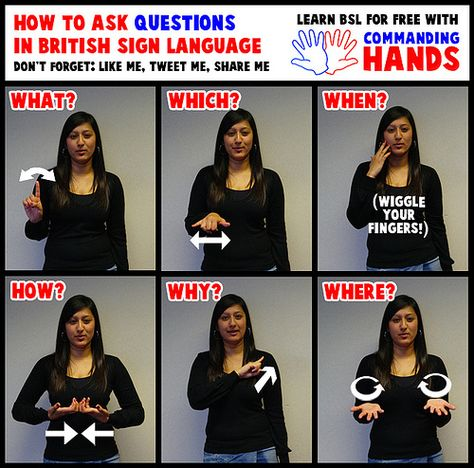 HOW TO ASK QUESTIONS
IN BRITISH SIGN LANGUAGE
DON'T FORGET: LIKE ME, TWEET ME, SHARE ME
LEARN BSL FOR FREE WITH
COMMANDING
HANDS
WHAT?
WHICH?
WHEN?
(WIGGLE
YOUR
FINGERS!)
HOW?
WHY?
WHERE?